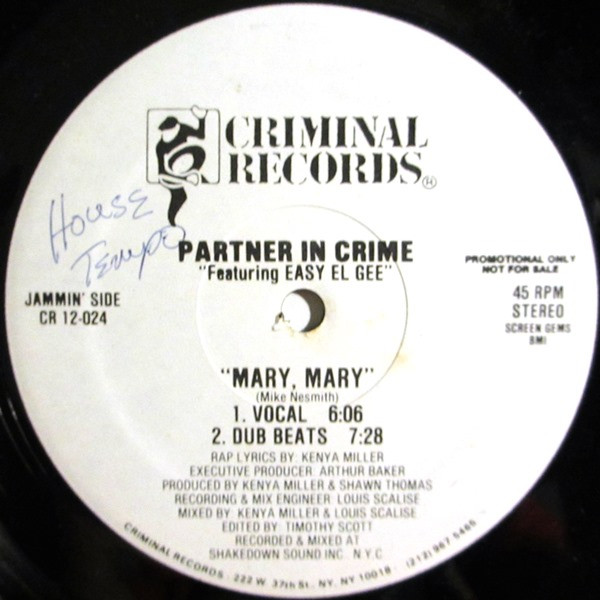 CRIMINAL
RECORDS®
House
Tempo
PARTNER IN CRIME
"Featuring EASY EL GEE"
PROMOTIONAL ONLY
NOT FOR SALE
JAMMIN' SIDE
CR 12-024
45 RPM
STEREO
SCREEN GEMS
BMI
"MARY, MARY"
(Mike Nesmith)
1. VOCAL 6:06
2. DUB BEATS 7:28
RAP LYRICS BY: KENYA MILLER
EXECUTIVE PRODUCER: ARTHUR BAKER
PRODUCED BY KENYA MILLER & SHAWN THOMAS
RECORDING & MIX ENGINEER: LOUIS SCALISE
MIXED BY: KENYA MILLER & LOUIS SCALISE
EDITED BY: TIMOTHY SCOTT
RECORDED & MIXED AT
SHAKEDOWN SOUND INC. N.Y.C.
CRIMINAL RECORDS - 222 W. 37th St., NY, NY 10018 - (212) 967-5465